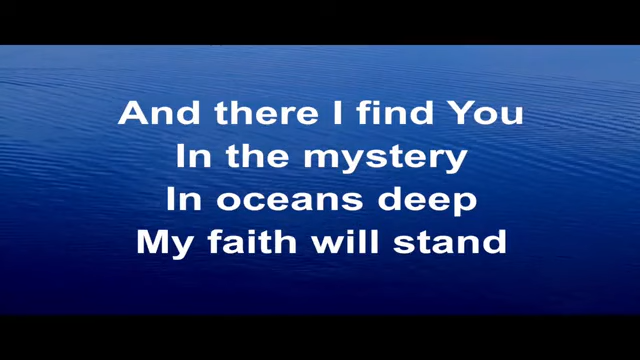 And there I find You
In the mystery
In oceans deep
My faith will stand